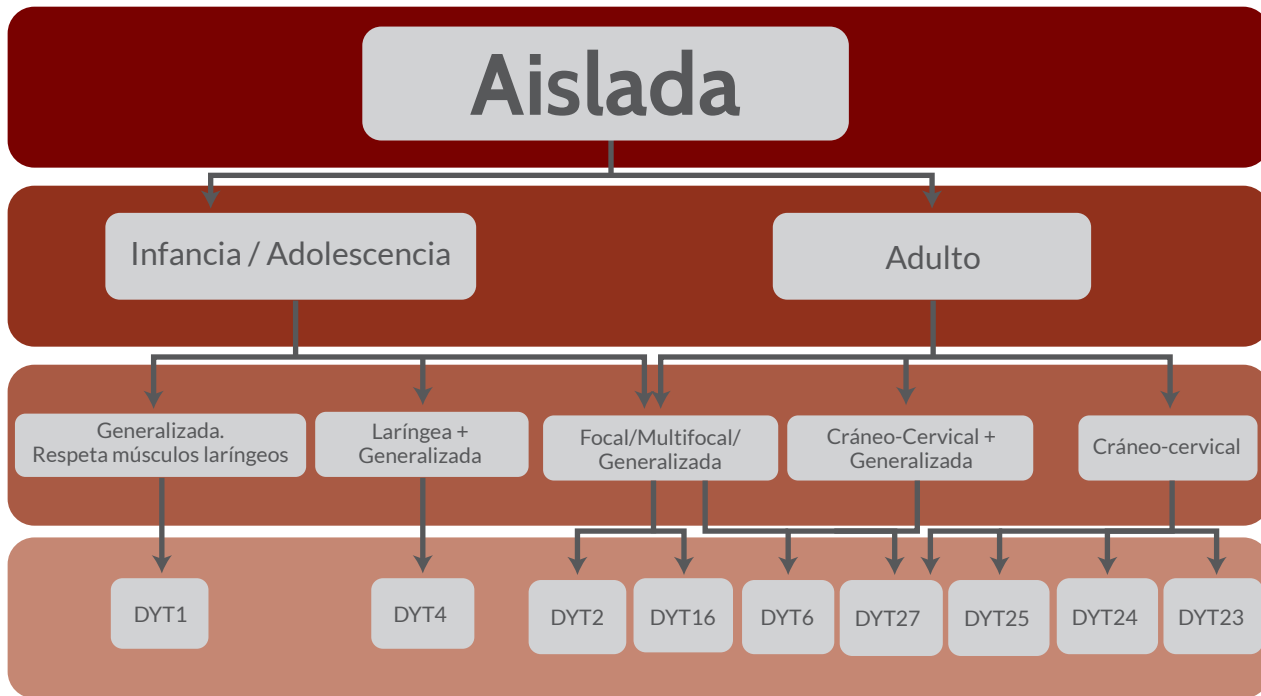 Aislada
Infancia / Adolescencia
Adulto
Generalizada.
Respeta músculos laríngeos
Laríngea +
Generalizada
Focal/Multifocal/
Generalizada
Cráneo-Cervical +
Generalizada
Cráneo-cervical
DYT1
DYT4
DYT2
DYT16
DYT6
DYT27
DYT25
DYT24
DYT23